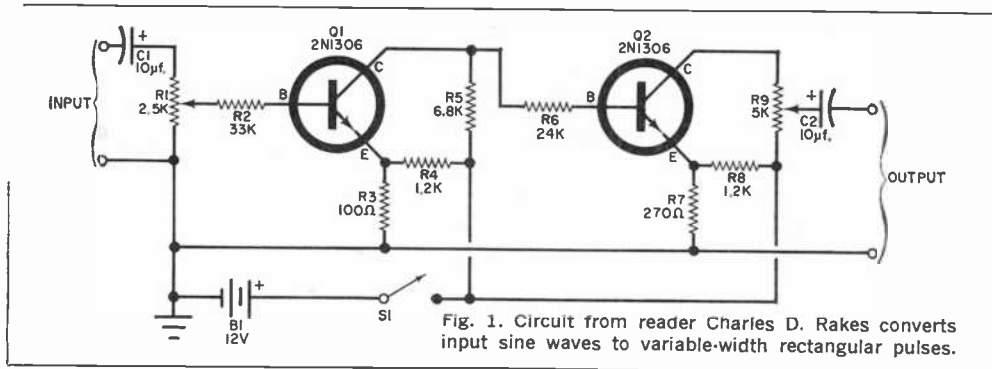 Q1
2N1306
Q2
2N1306
C1
10µf.
+
INPUT
R1
2.5K
R2
33K
B
C
E
R5
6.8K
R4
1.2K
R3
100Ω
R6
24K
B
C
E
R9
5K
+
C2
10µf.
R8
1.2K
R7
270Ω
OUTPUT
+
B1
12V
S1
Fig. 1. Circuit from reader Charles D. Rakes converts
input sine waves to variable-width rectangular pulses.